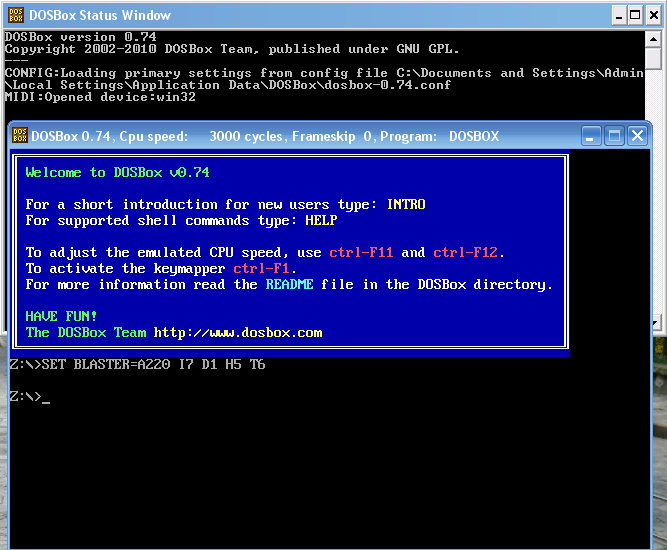 DOSBox Status Window
DOSBox version 0.74
Copyright 2002-2010 DOSBox Team, published under GNU GPL.
---
CONFIG:Loading primary settings from config file C:\Documents and Settings\Admin
\Local Settings\Application Data\DOSBox\dosbox-0.74.conf
MIDI:Opened device:win32
DOSBox 0.74, Cpu speed: 3000 cycles, Frameskip 0, Program: DOSBOX
Welcome to DOSBox v0.74
For a short introduction for new users type: INTRO
For supported shell commands type: HELP
To adjust the emulated CPU speed, use ctrl-F11 and ctrl-F12.
To activate the keymapper ctrl-F1.
For more information read the README file in the DOSBox directory.
HAVE FUN!
The DOSBox Team http://www.dosbox.com
Z:\>SET BLASTER=A220 I7 D1 H5 T6
Z:\>_